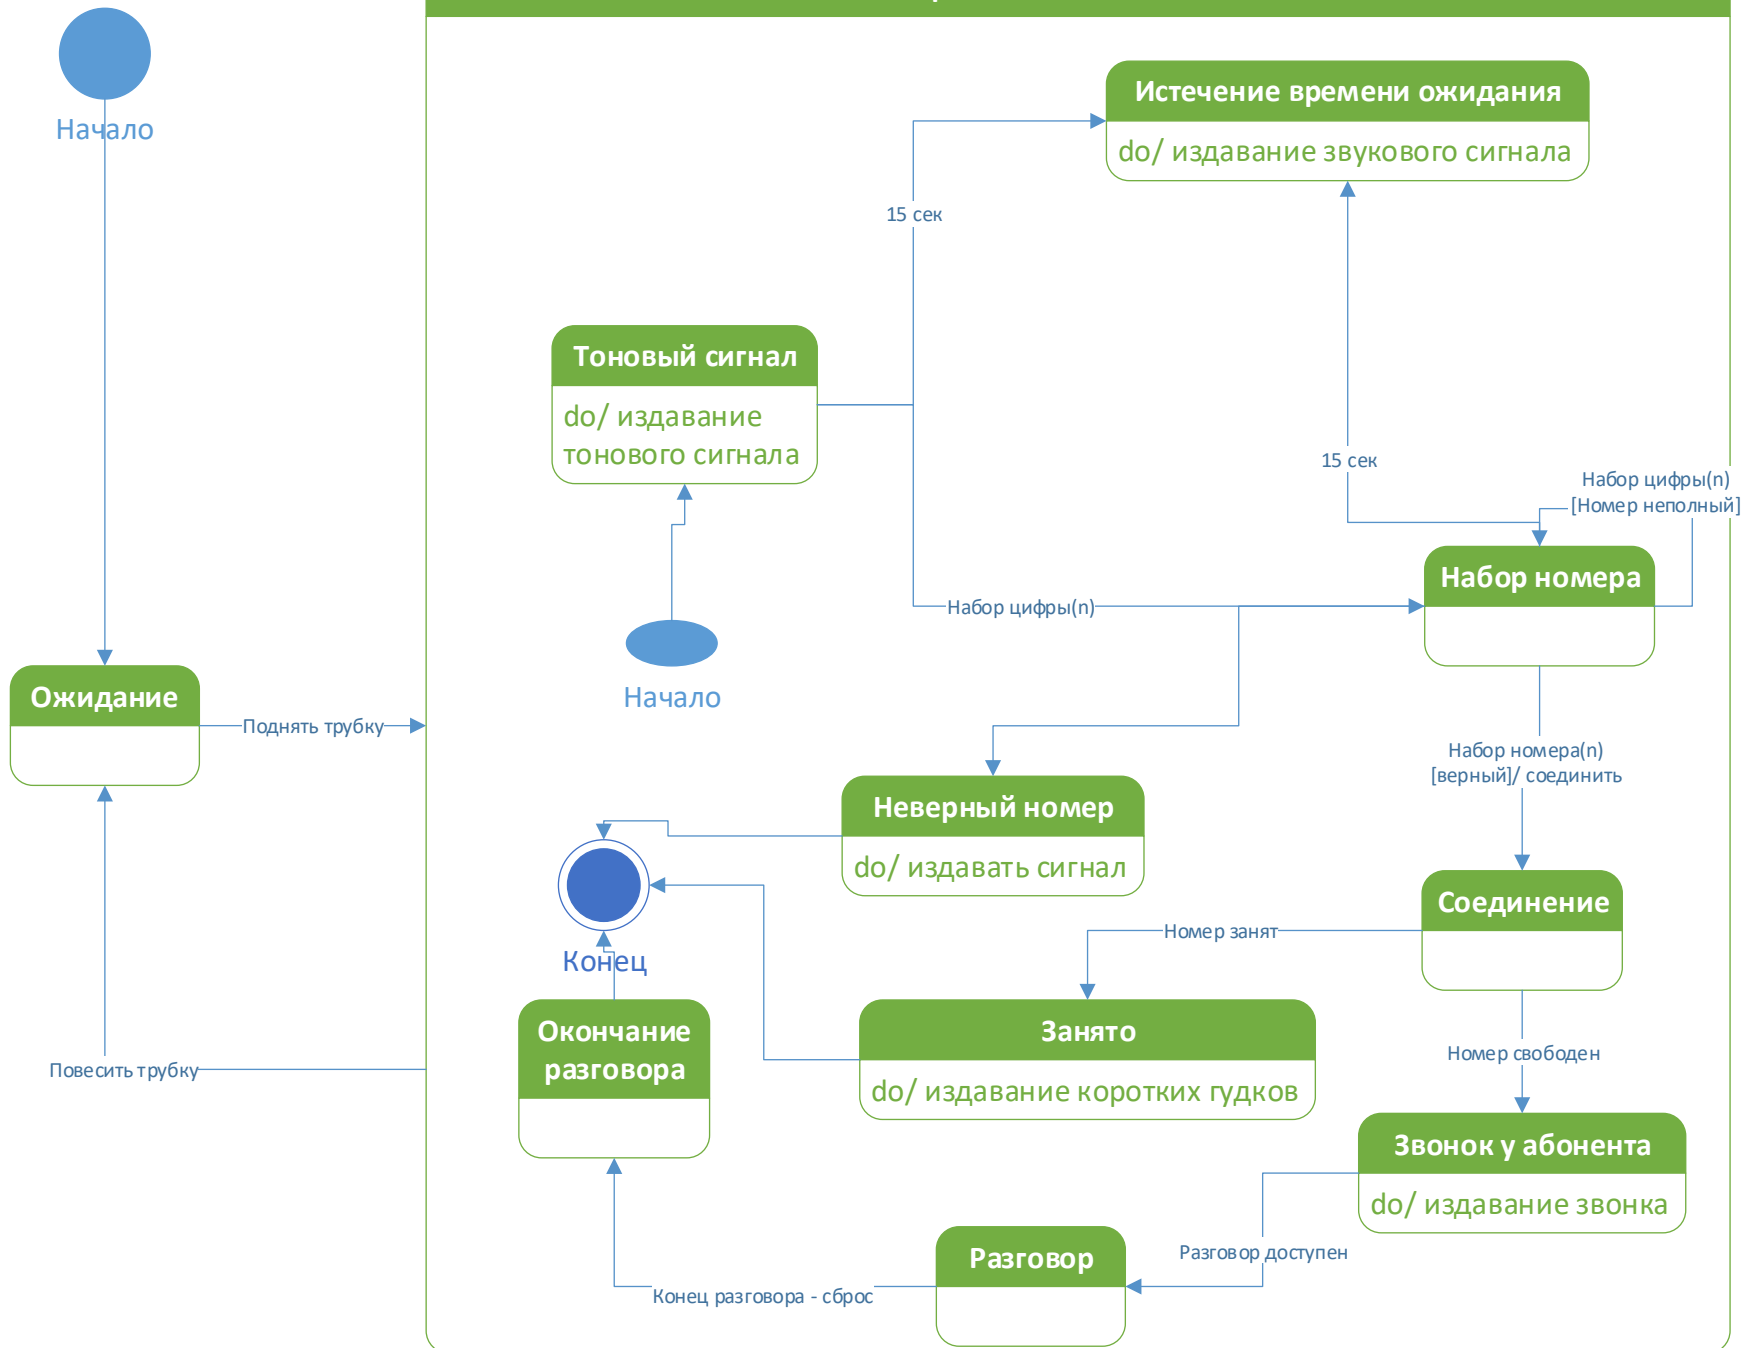 Начало
Истечение времени ожидания
do/ издавание звукового сигнала
15 сек
Тоновый сигнал
do/ издавание
тонового сигнала
15 сек
Набор цифры(n)
[Номер неполный]
Набор номера
Набор цифры(n)
Начало
Ожидание
Поднять трубку
Набор номера(n)
[верный]/ соединить
Неверный номер
do/ издавать сигнал
Соединение
Номер занят
Конец
Окончание
разговора
Занято
do/ издавание коротких гудков
Номер свободен
Повесить трубку
Звонок у абонента
do/ издавание звонка
Разговор
Разговор доступен
Конец разговора - сброс